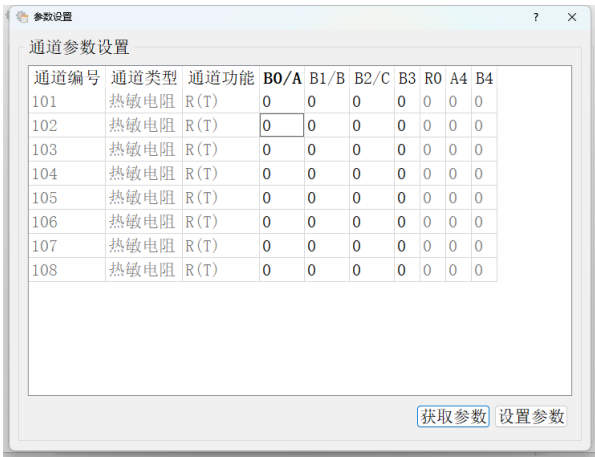 参数设置 ? ×
通道参数设置
通道编号 通道类型 通道功能 B0/A B1/B B2/C B3 R0 A4 B4
101 热敏电阻 R(T) 0 0 0 0 0 0 0
102 热敏电阻 R(T) 0 0 0 0 0 0 0
103 热敏电阻 R(T) 0 0 0 0 0 0 0
104 热敏电阻 R(T) 0 0 0 0 0 0 0
105 热敏电阻 R(T) 0 0 0 0 0 0 0
106 热敏电阻 R(T) 0 0 0 0 0 0 0
107 热敏电阻 R(T) 0 0 0 0 0 0 0
108 热敏电阻 R(T) 0 0 0 0 0 0 0
获取参数 设置参数